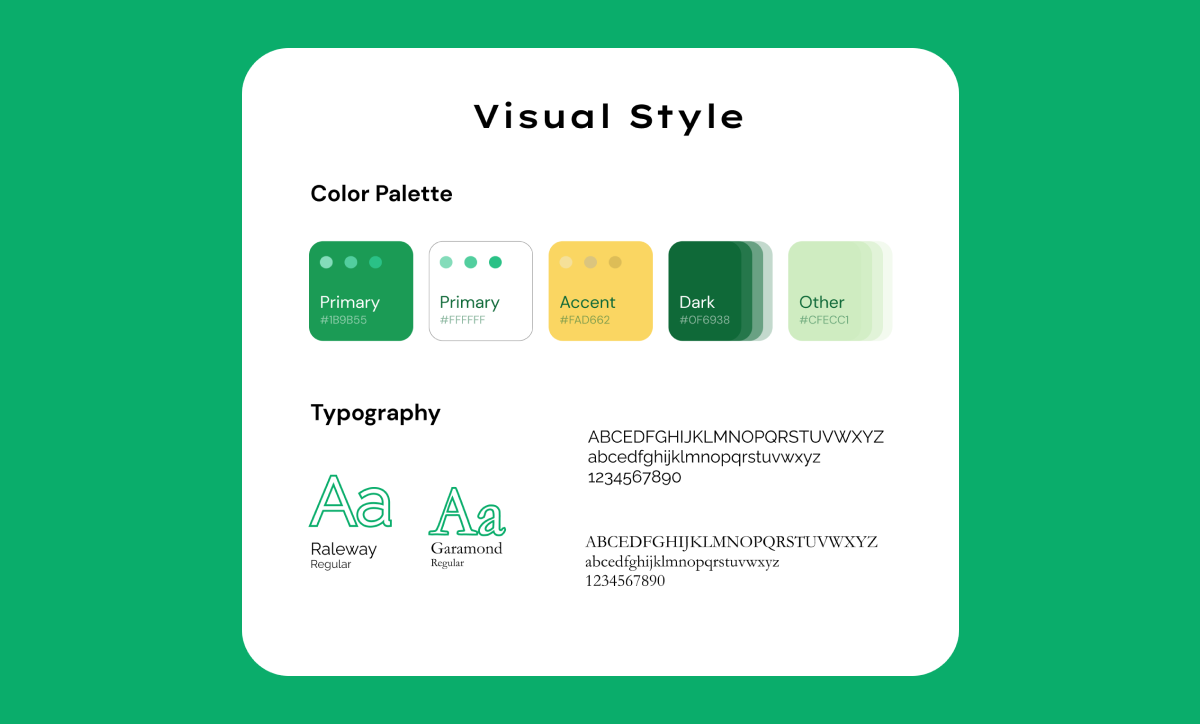 Visual Style
Color Palette
Primary
#1B9B55
Primary
#FFFFFF
Accent
#FAD662
Dark
#0F6938
Other
#CFECC1
Typography
Aa
Raleway
Regular
Aa
Garamond
Regular
ABCEDFGHIJKLMNOPQRSTUVWXYZ
abcedfghijklmnopqrstuvwxyz
1234567890
ABCEDFGHIJKLMNOPQRSTUVWXYZ
abcedfghijklmnopqrstuvwxyz
1234567890